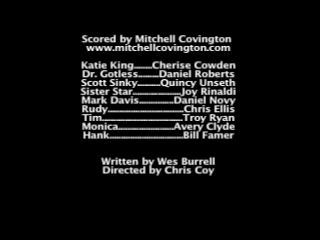 Scored by Mitchell Covington
www.mitchellcovington.com
Katie King........Cherise Cowden
Dr. Gotless.........Daniel Roberts
Scott Sinky.........Quincy Unseth
Sister Star....................Joy Rinaldi
Mark Davis..............Daniel Novy
Rudy...............................Chris Ellis
Tim.................................Troy Ryan
Monica.......................Avery Clyde
Hank..............................Bill Famer
Written by Wes Burrell
Directed by Chris Coy